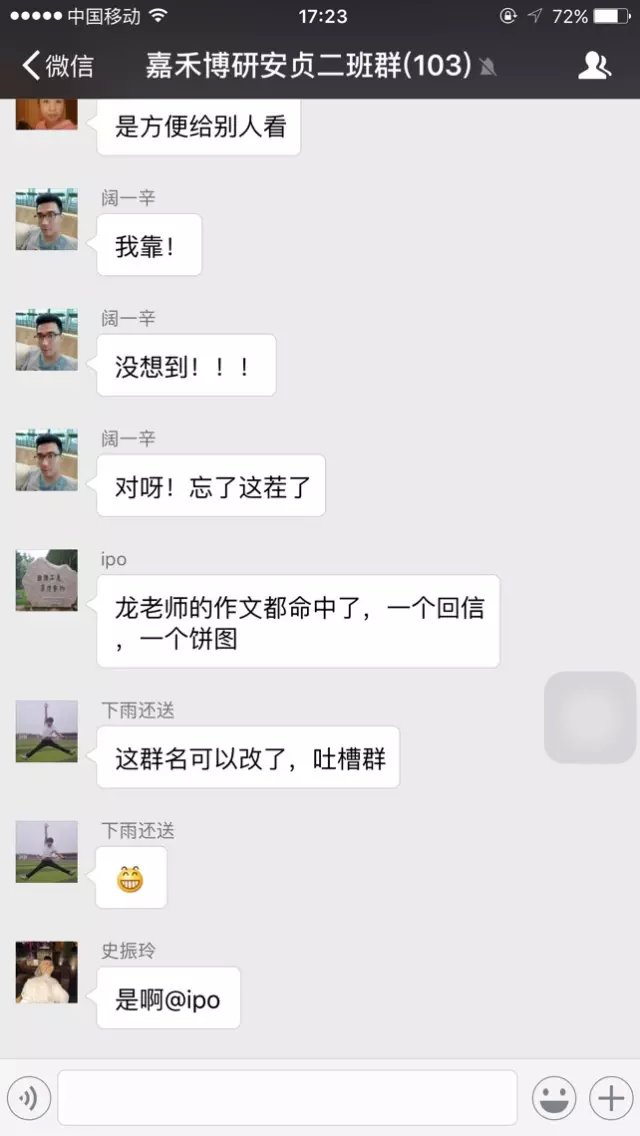 中国移动 17:23 72%
微信 嘉禾博研安贞二班群(103)
是方便给别人看
阔一辛
我靠！
阔一辛
没想到！！！
阔一辛
对呀！忘了这茬了
ipo
龙老师的作文都命中了，一个回信
，一个饼图
下雨还送
这群名可以改了，吐槽群
下雨还送
史振玲
是啊@ipo